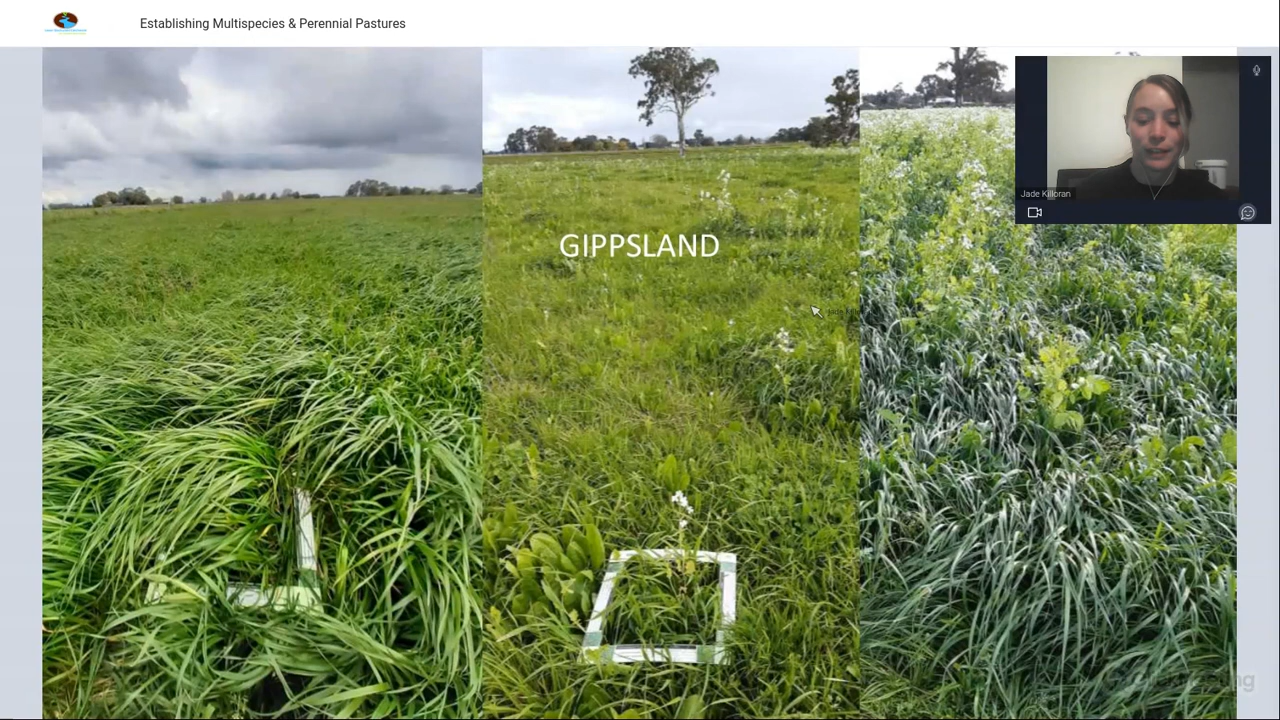 Establishing Multispecies & Perennial Pastures
GIPPSLAND
Jade Killoran